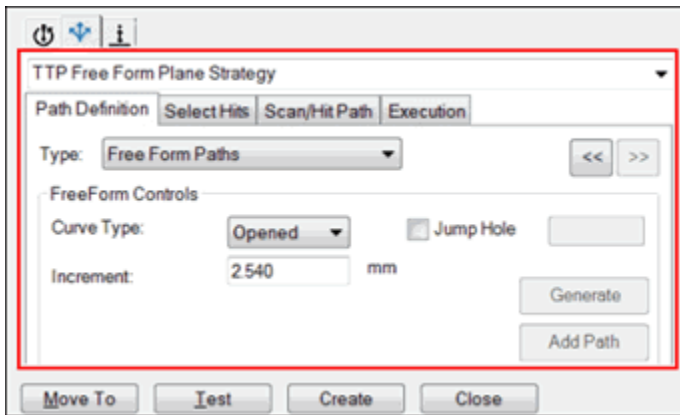 TTP Free Form Plane Strategy
Path Definition Select Hits Scan/Hit Path Execution
Type: Free Form Paths << >>
FreeForm Controls
Curve Type: Opened Jump Hole
Increment: 2.540 mm
Generate
Add Path
Move To Test Create Close